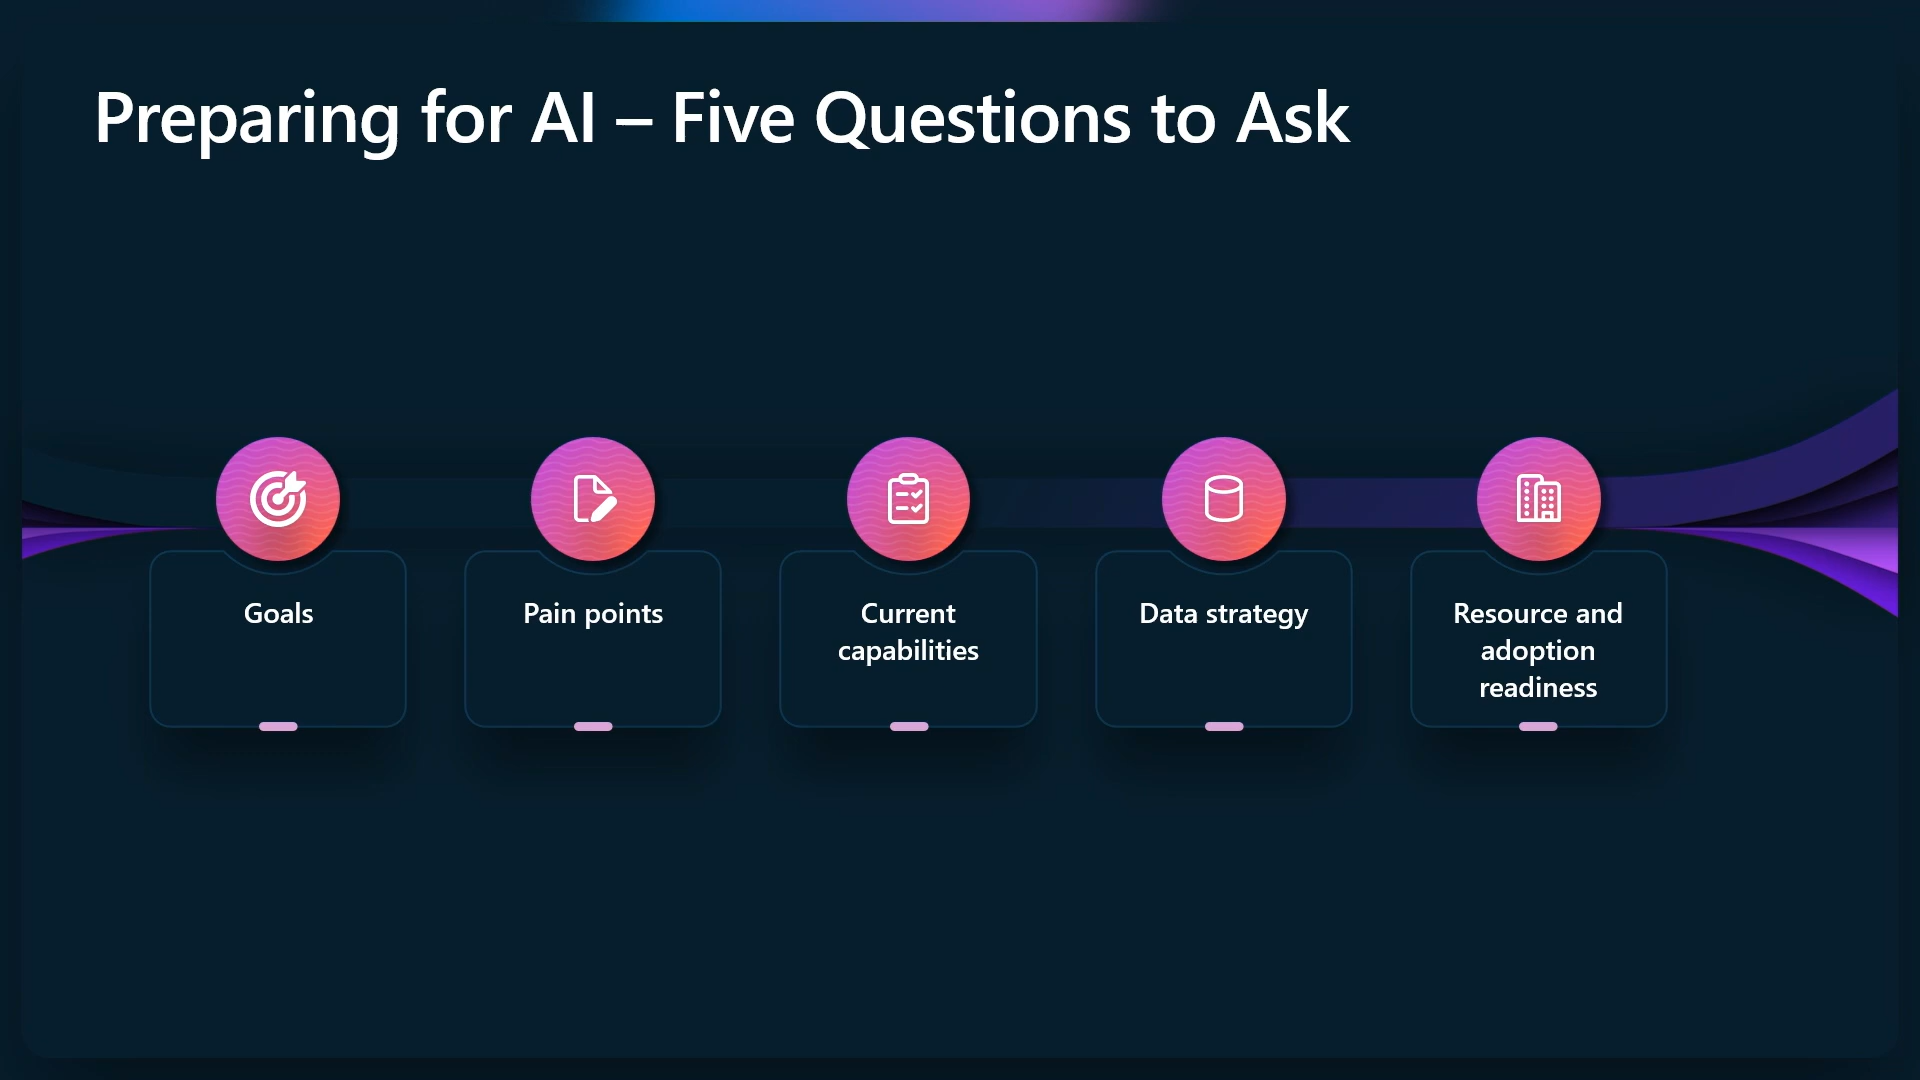 Preparing for AI – Five Questions to Ask
Goals
Pain points
Current
capabilities
Data strategy
Resource and
adoption
readiness